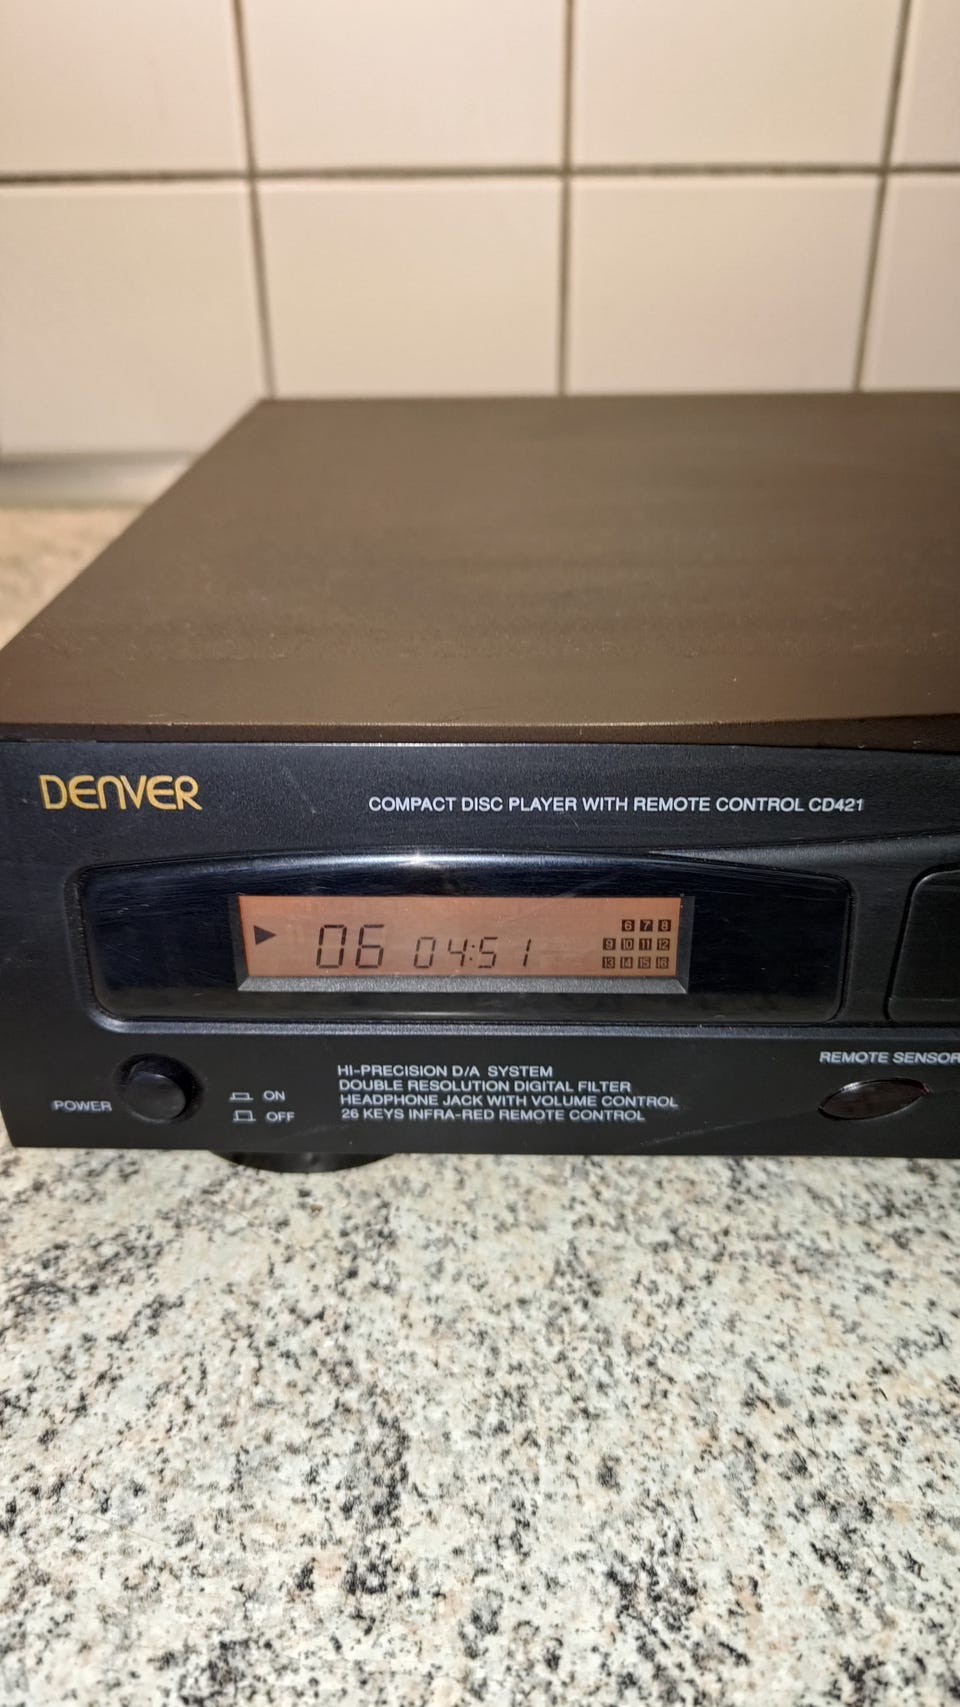 DENVER
COMPACT DISC PLAYER WITH REMOTE CONTROL CD421
06 04:51
6 7 8
9 10 11 12
13 14 15 16
REMOTE SENSOR
POWER
ON
OFF
HI-PRECISION D/A SYSTEM
DOUBLE RESOLUTION DIGITAL FILTER
HEADPHONE JACK WITH VOLUME CONTROL
26 KEYS INFRA-RED REMOTE CONTROL